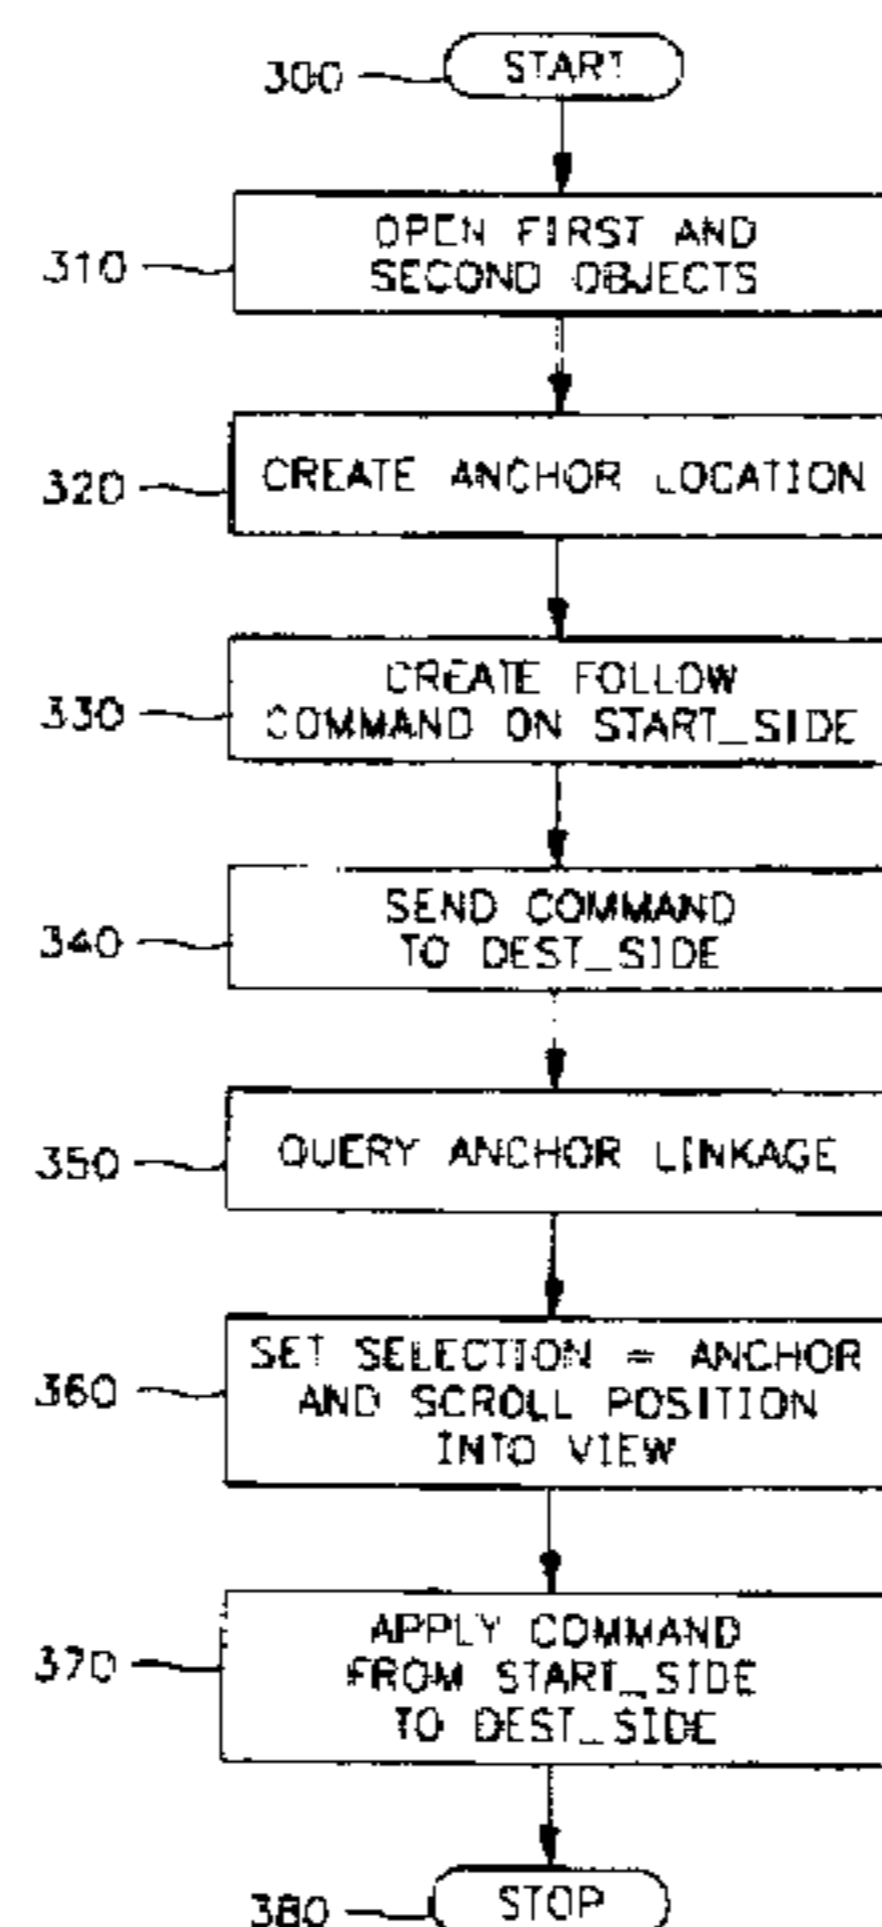 300 START
310 OPEN FIRST AND
SECOND OBJECTS
320 CREATE ANCHOR LOCATION
330 CREATE FOLLOW
COMMAND ON START_SIDE
340 SEND COMMAND
TO DEST_SIDE
350 QUERY ANCHOR LINKAGE
360 SET SELECTION = ANCHOR
AND SCROLL POSITION
INTO VIEW
370 APPLY COMMAND
FROM START_SIDE
TO DEST_SIDE
380 STOP